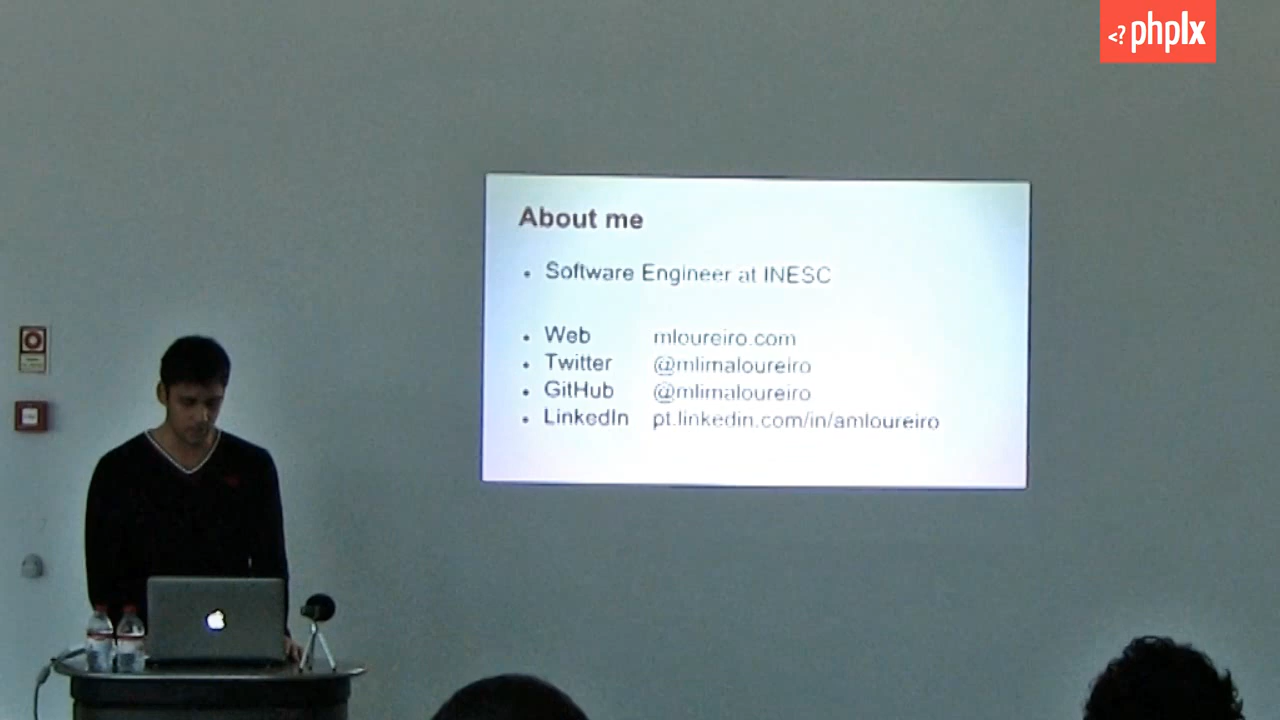 <? phplx
About me
• Software Engineer at INESC
• Web mloureiro.com
• Twitter @mlimaloureiro
• GitHub @mlimaloureiro
• LinkedIn pt.linkedin.com/in/amloureiro